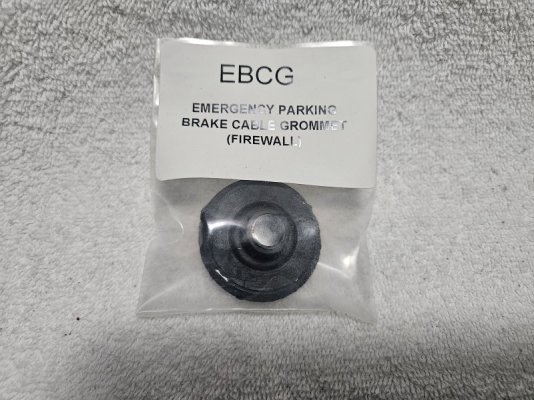 EBCG
EMERGENCY PARKING
BRAKE CABLE GROMMET
(FIREWALL)